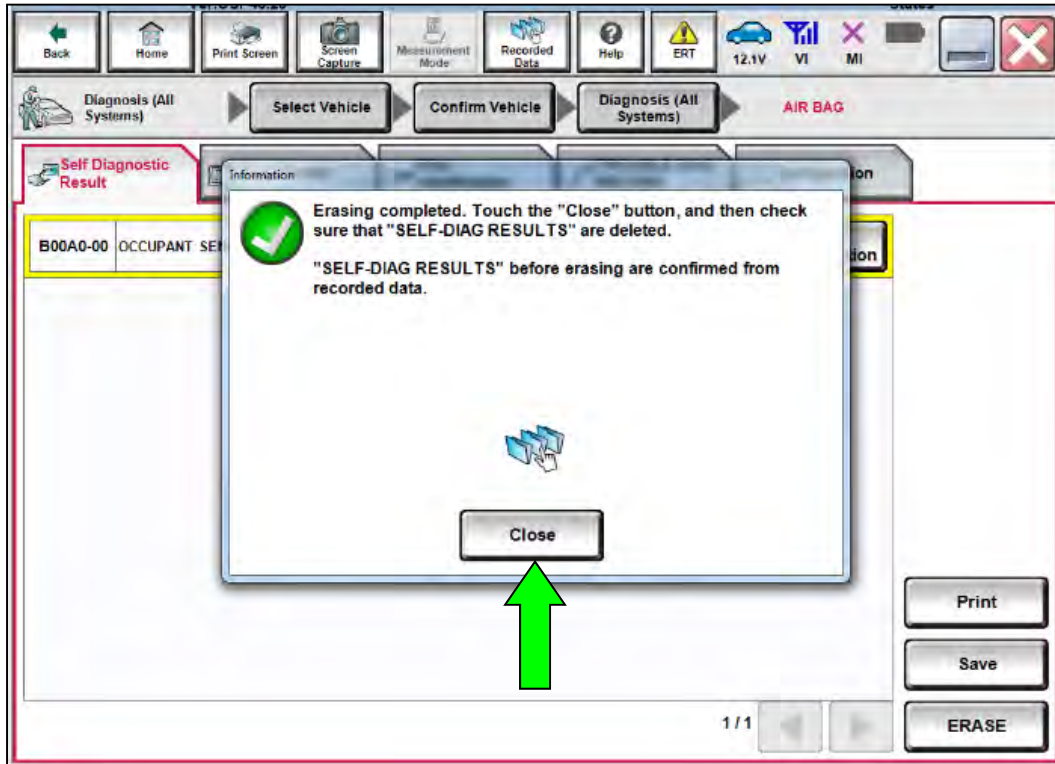 Back
Home
Print Screen
Screen
Capture
Measurement
Mode
Recorded
Data
Help
ERT
12.1V
VI
MI
Diagnosis (All
Systems)
Select Vehicle
Confirm Vehicle
Diagnosis (All
Systems)
AIR BAG
Self Diagnostic
Result
Information
B00A0-00 OCCUPANT
Erasing completed. Touch the "Close" button, and then check
sure that "SELF-DIAG RESULTS" are deleted.
"SELF-DIAG RESULTS" before erasing are confirmed from
recorded data.
Close
Print
Save
1/1
ERASE